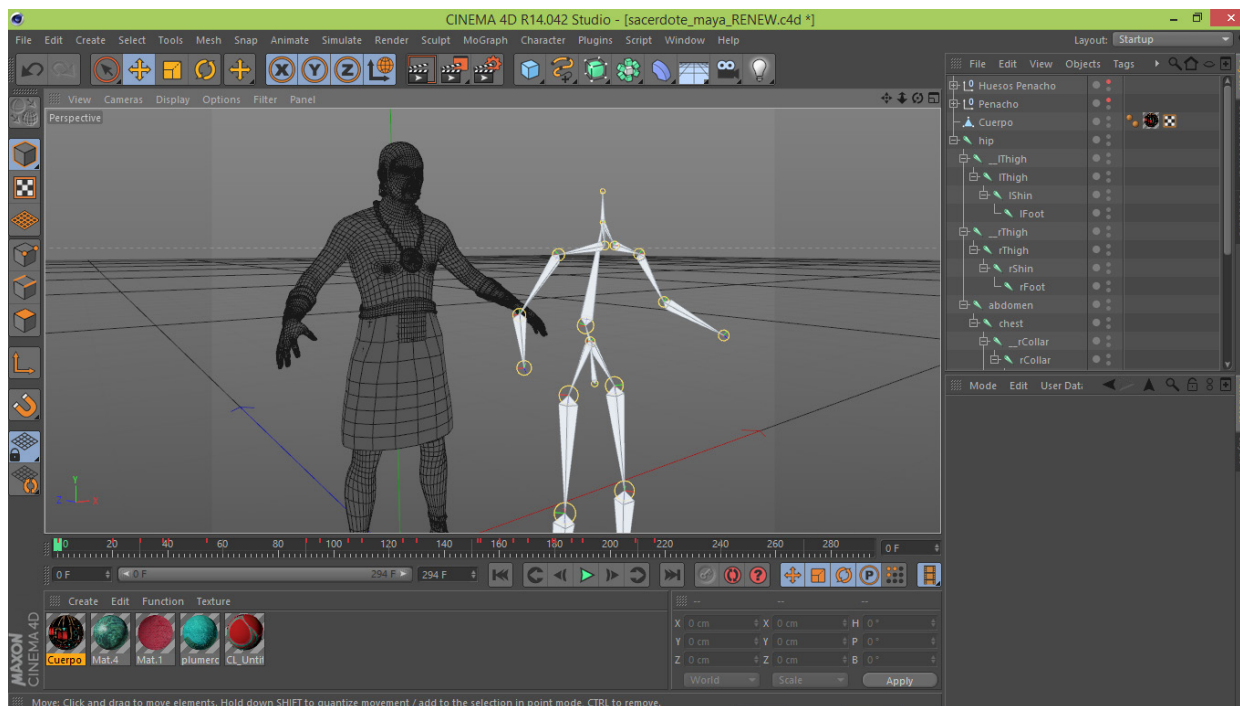 CINEMA 4D R14.042 Studio - [sacerdote_maya_RENEW.c4d *]
File Edit Create Select Tools Mesh Snap Animate Simulate Render Sculpt MoGraph Character Plugins Script Window Help
Layout: Startup
File Edit View Objects Tags
View Cameras Display Options Filter Panel
Perspective
Huesos Penacho
Penacho
Cuerpo
hip
__lThigh
lThigh
lShin
lFoot
__rThigh
rThigh
rShin
rFoot
abdomen
chest
__rCollar
rCollar
Mode Edit User Data
Y
Z X
0 20 40 60 80 100 120 140 160 180 200 220 240 260 280
0 F
0 F 0 F 294 F 294 F
Create Edit Function Texture
Cuerpo Mat.4 Mat.1 plumerc CL_Untit
-- -- --
X 0 cm X 0 cm H 0 °
Y 0 cm Y 0 cm P 0 °
Z 0 cm Z 0 cm B 0 °
World Scale Apply
MAXON
CINEMA 4D
Move: Click and drag to move elements. Hold down SHIFT to quantize movement / add to the selection in point mode, CTRL to remove.